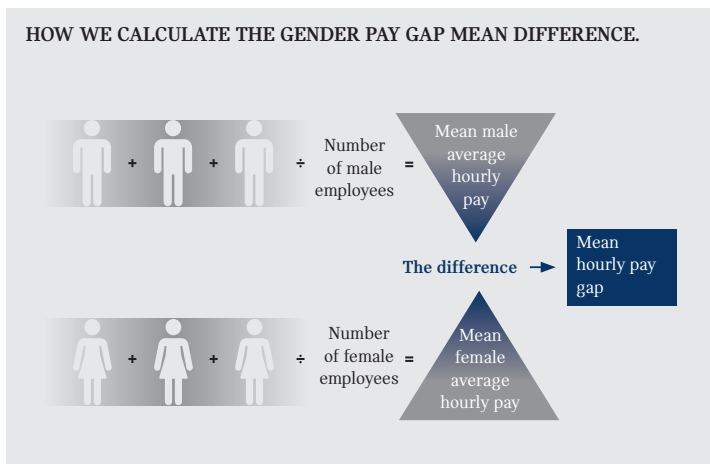 HOW WE CALCULATE THE GENDER PAY GAP MEAN DIFFERENCE.
+ + ÷
Number
of male
employees
=
Mean male
average
hourly
pay
The difference
Mean
hourly pay
gap
+ + ÷
Number
of female
employees
=
Mean
female
average
hourly pay